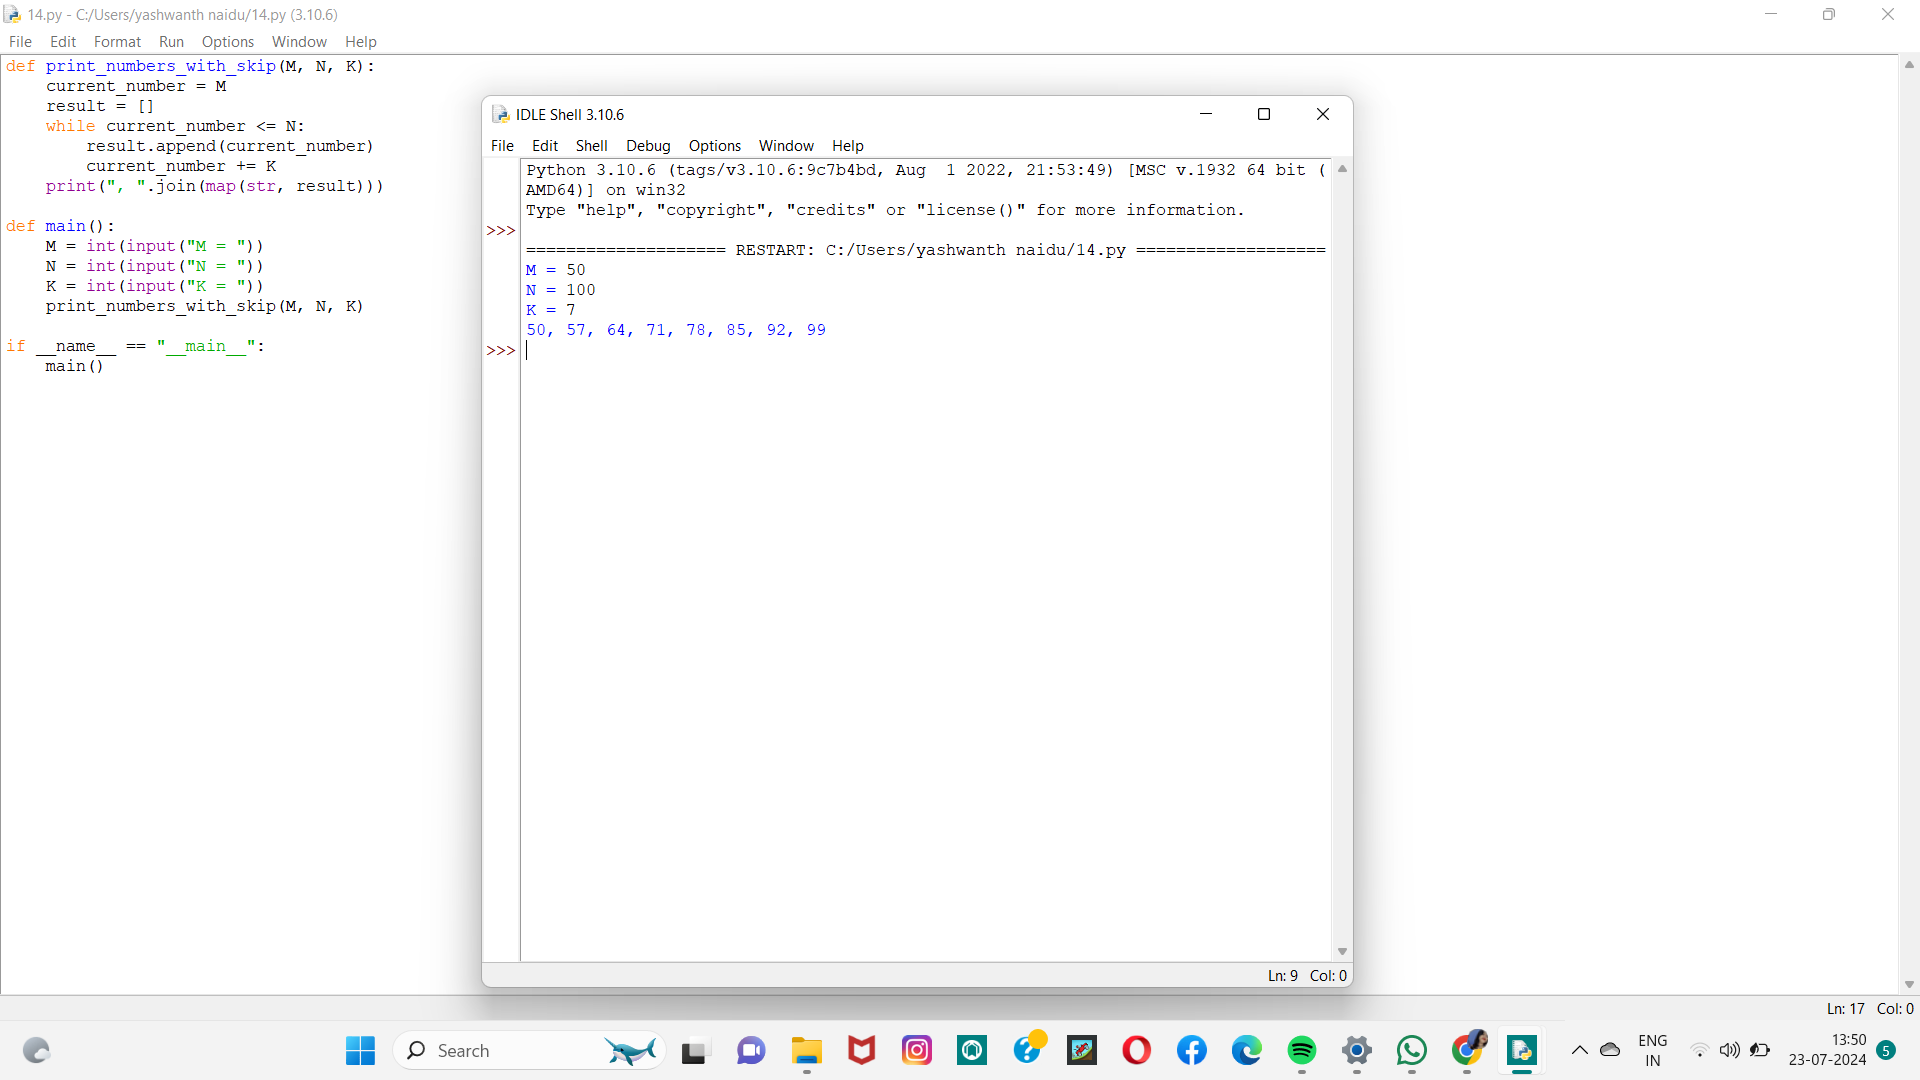 14.py - C:/Users/yashwanth naidu/14.py (3.10.6)
File Edit Format Run Options Window Help
def print_numbers_with_skip(M, N, K):
    current_number = M
    result = []
    while current_number <= N:
        result.append(current_number)
        current_number += K
    print(", ".join(map(str, result)))
def main():
    M = int(input("M = "))
    N = int(input("N = "))
    K = int(input("K = "))
    print_numbers_with_skip(M, N, K)
if __name__ == "__main__":
    main()
IDLE Shell 3.10.6
File Edit Shell Debug Options Window Help
Python 3.10.6 (tags/v3.10.6:9c7b4bd, Aug  1 2022, 21:53:49) [MSC v.1932 64 bit (
AMD64)] on win32
Type "help", "copyright", "credits" or "license()" for more information.
>>>
==================== RESTART: C:/Users/yashwanth naidu/14.py ===================
M = 50
N = 100
K = 7
50, 57, 64, 71, 78, 85, 92, 99
>>>
Ln: 9 Col: 0
Ln: 17 Col: 0
Search
ENG
IN
13:50
23-07-2024
5